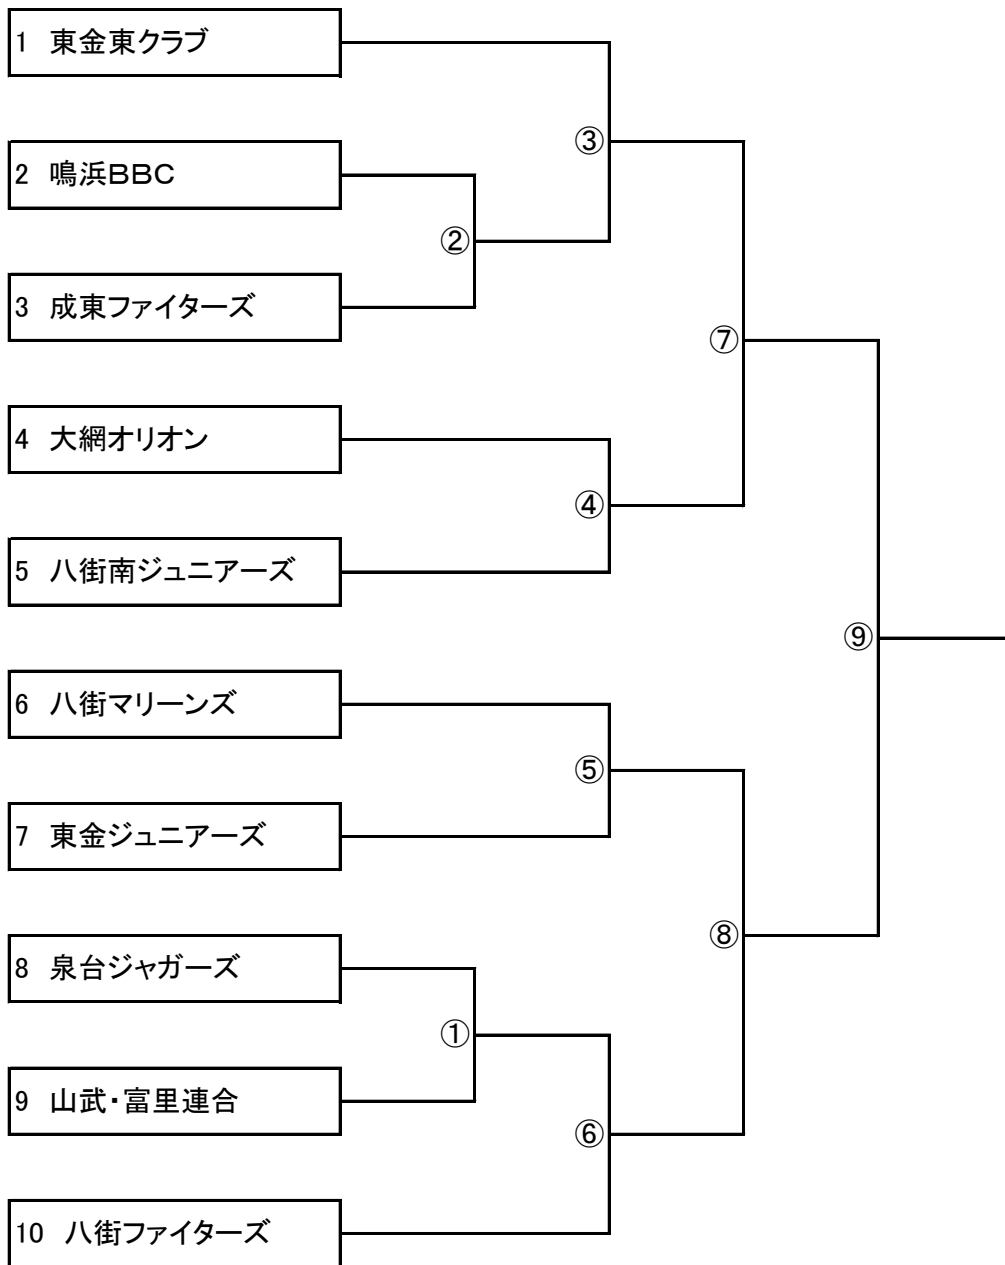 1 東金東クラブ
③
2 鳴浜BBC
②
3 成東ファイターズ
⑦
4 大網オリオン
④
5 八街南ジュニアーズ
⑨
6 八街マリーンズ
⑤
7 東金ジュニアーズ
⑧
8 泉台ジャガーズ
①
9 山武・富里連合
⑥
10 八街ファイターズ